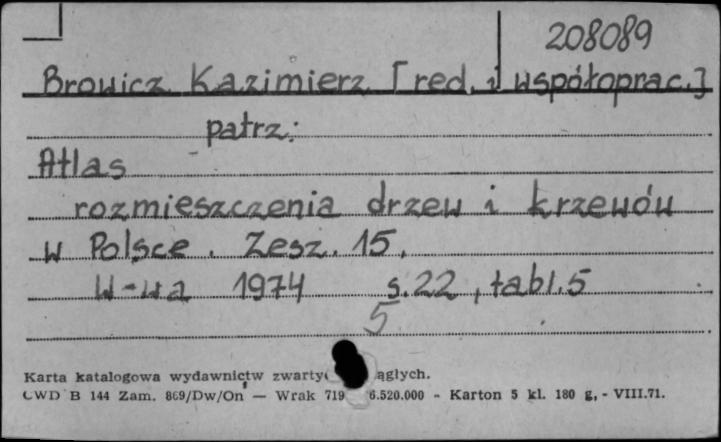 208089
Browicz Kazimierz [red. i współoprac.]
patrz:
Atlas
rozmieszczenia drzew i krzewów
w Polsce. Zesz. 15,
W-wa 1974 s.22, tabl.5
5
Karta katalogowa wydawnictw ągłych.
CWD B 144 Zam. 869/Dw/On — Wrak 719 6.520.000 - Karton 5 kl. 180 g, - VIII.71.